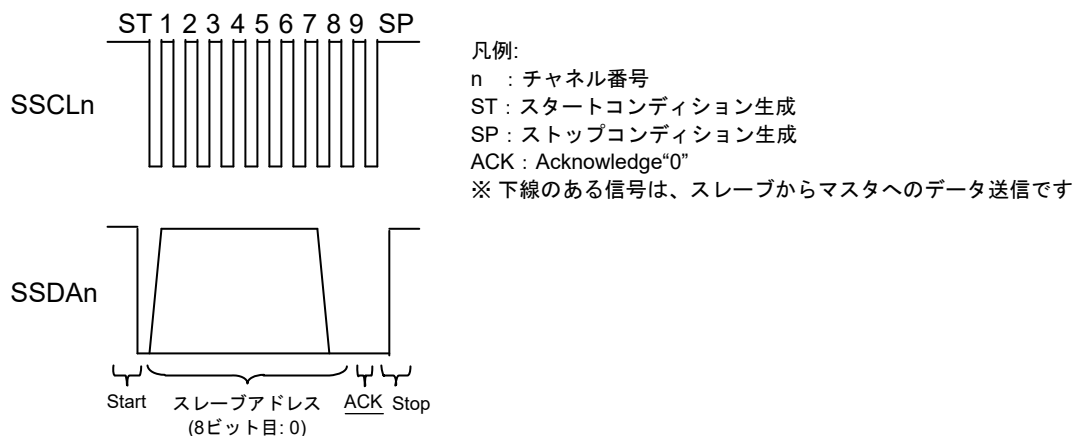 ST 1 2 3 4 5 6 7 8 9 SP
SSCLn
凡例:
n ：チャネル番号
ST：スタートコンディション生成
SP：ストップコンディション生成
ACK：Acknowledge“0”
※ 下線のある信号は、スレーブからマスタへのデータ送信です
SSDAn
Start スレーブアドレス ACK Stop
(8ビット目: 0)